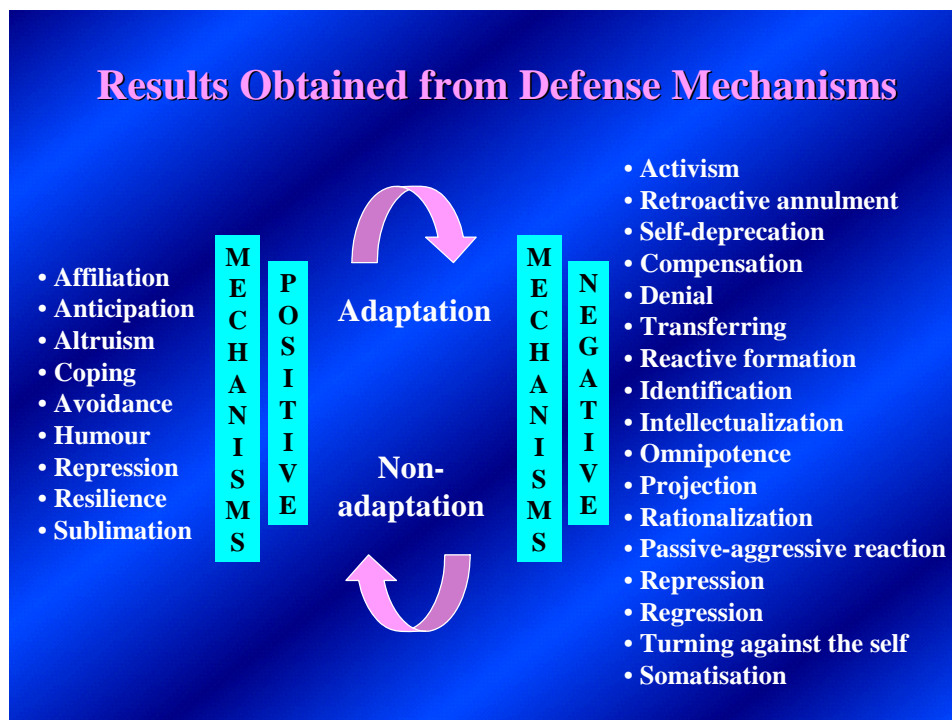 Results Obtained from Defense Mechanisms
• Affiliation
• Anticipation
• Altruism
• Coping
• Avoidance
• Humour
• Repression
• Resilience
• Sublimation
MECHANISMS
POSITIVE
Adaptation
Non-
adaptation
MECHANISMS
NEGATIVE
• Activism
• Retroactive annulment
• Self-deprecation
• Compensation
• Denial
• Transferring
• Reactive formation
• Identification
• Intellectualization
• Omnipotence
• Projection
• Rationalization
• Passive-aggressive reaction
• Repression
• Regression
• Turning against the self
• Somatisation